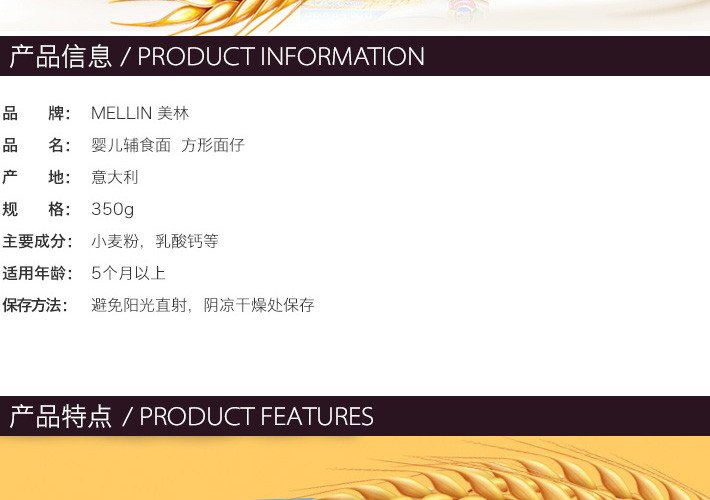 产品信息 / PRODUCT INFORMATION
品 牌： MELLIN 美林
品 名： 婴儿辅食面 方形面仔
产 地： 意大利
规 格： 350g
主要成分： 小麦粉，乳酸钙等
适用年龄： 5个月以上
保存方法： 避免阳光直射，阴凉干燥处保存
产品特点 / PRODUCT FEATURES